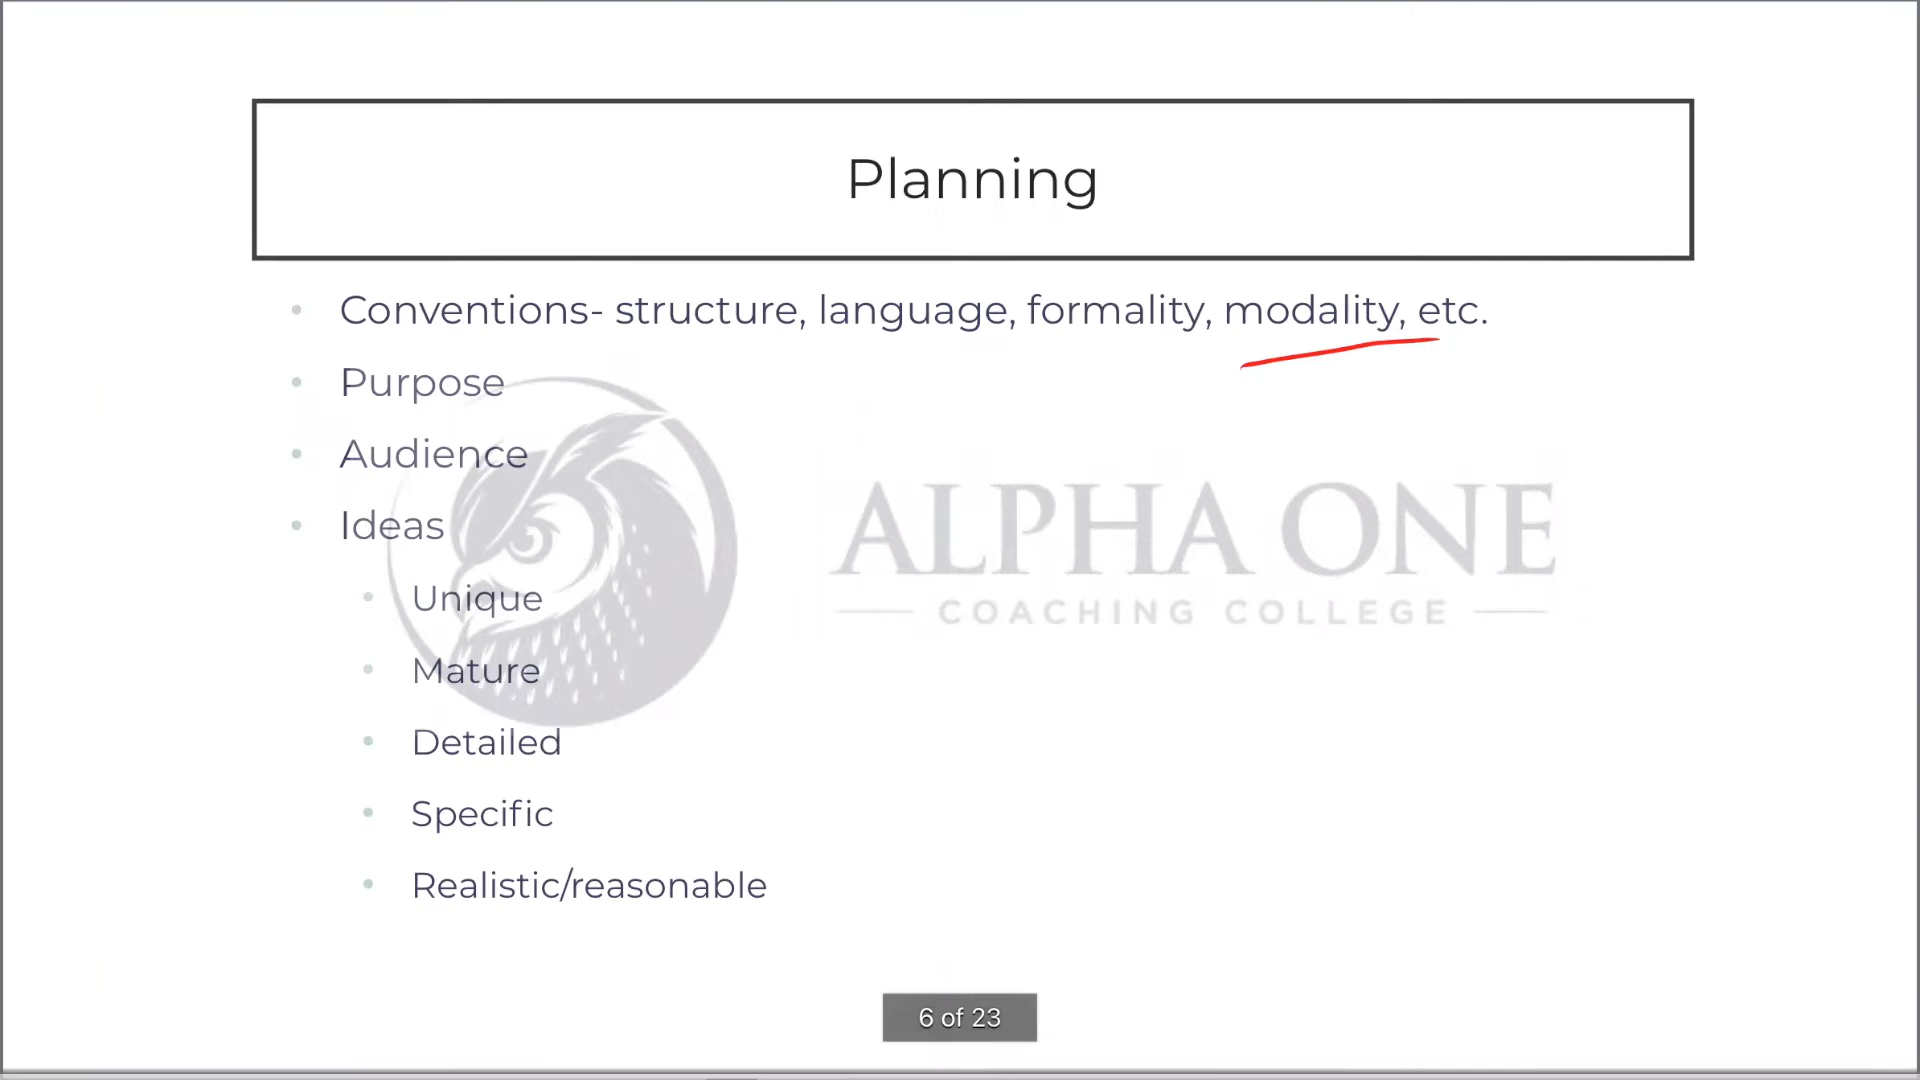 Planning
• Conventions- structure, language, formality, modality, etc.
• Purpose
• Audience
• Ideas
• Unique
• Mature
• Detailed
• Specific
• Realistic/reasonable
ALPHA ONE
COACHING COLLEGE
6 of 23